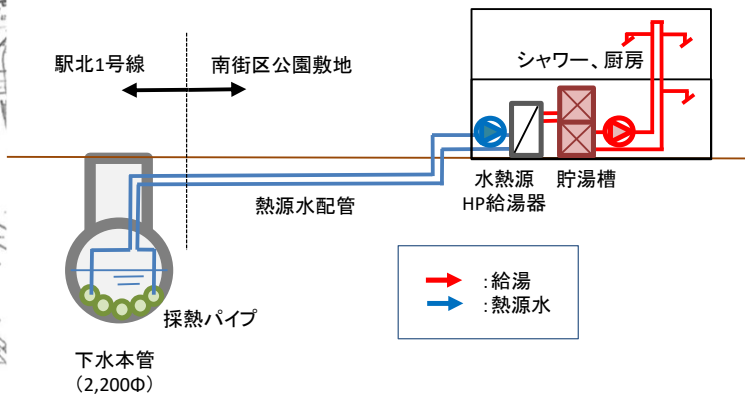 駅北1号線
南街区公園敷地
シャワー、厨房
水熱源
HP給湯器
貯湯槽
熱源水配管
採熱パイプ
下水本管
（2,200Φ）
：給湯
：熱源水